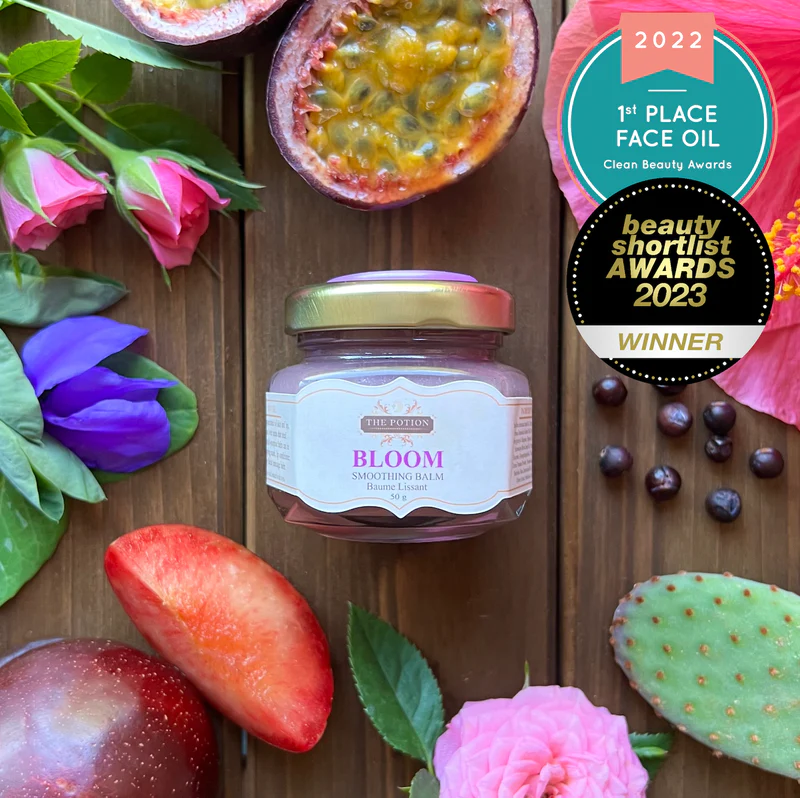 2022
1st PLACE
FACE OIL
Clean Beauty Awards
beauty
shortlist
AWARDS
2023
WINNER
THE POTION
BLOOM
SMOOTHING BALM
Baume Lissant
50 g